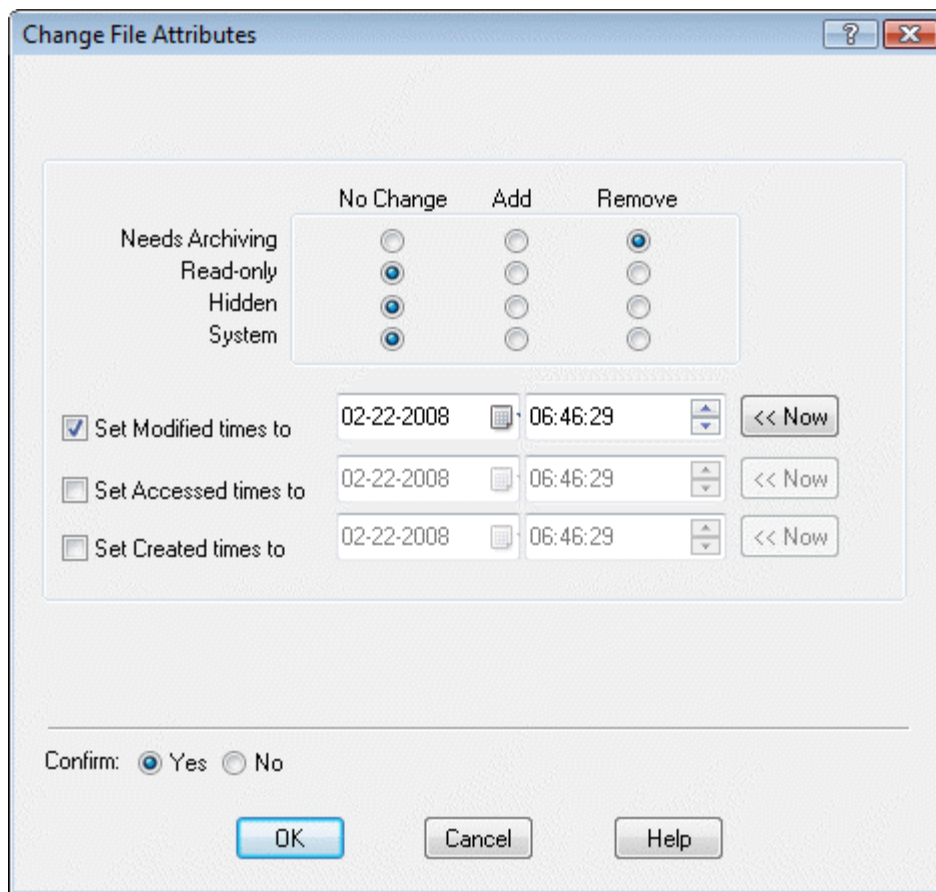 Change File Attributes
No Change Add Remove
Needs Archiving
Read-only
Hidden
System
Set Modified times to 02-22-2008 06:46:29 << Now
Set Accessed times to 02-22-2008 06:46:29 << Now
Set Created times to 02-22-2008 06:46:29 << Now
Confirm: Yes No
OK Cancel Help